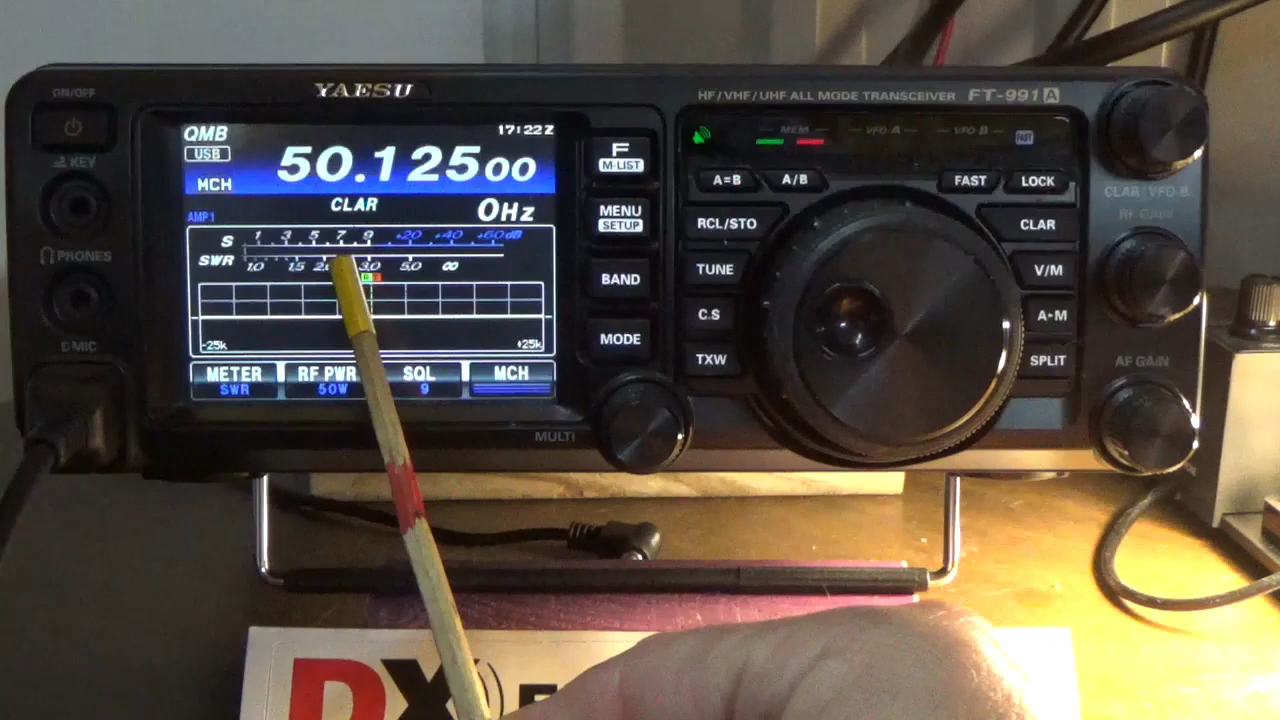 YAESU
HF/VHF/UHF ALL MODE TRANSCEIVER FT-991A
ON/OFF
KEY
PHONES
MIC
QMB
17:22Z
USB
50.12500
MCH
CLAR
0Hz
AMP1
S 1 3 5 7 9 +20 +40 +60dB
SWR 1.0 1.5 2.0 3.0 5.0 ∞
-25k +25k
METER RF PWR SQL MCH
SWR 50W 9
F
M-LIST
MENU
SETUP
BAND
MODE
MULTI
MEM VFO-A VFO-B FAST
A=B A/B FAST LOCK
RCL/STO
TUNE
C.S
TXW
CLAR
V/M
A▸M
SPLIT
CLAR/VFO-B
RF GAIN
AF GAIN
DX